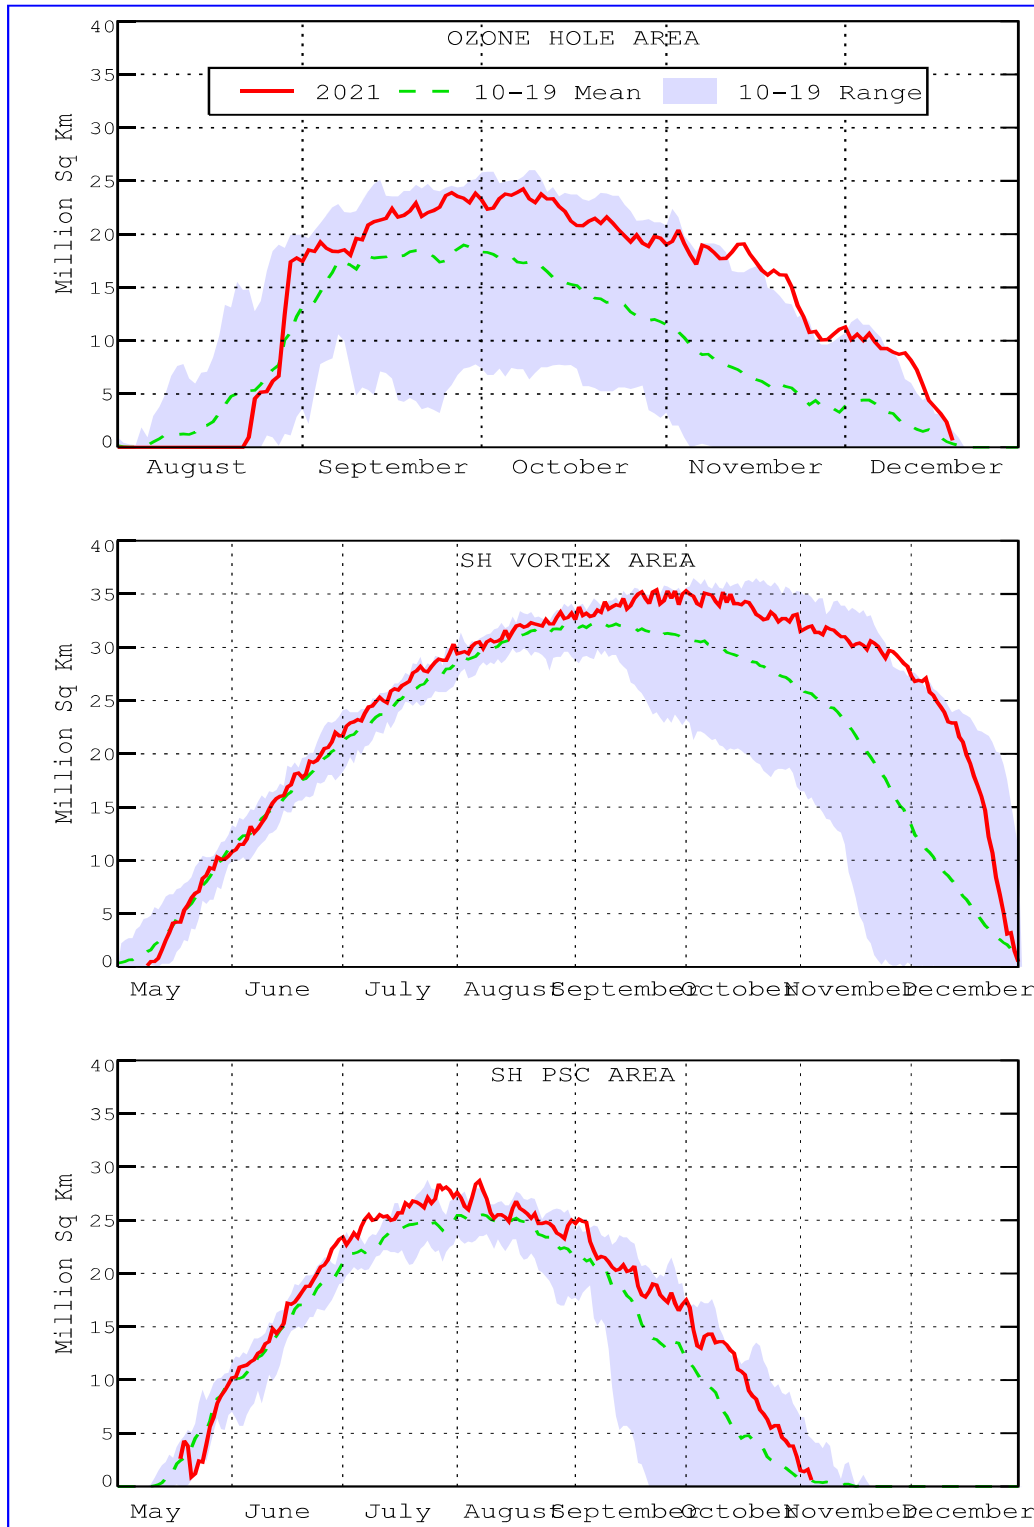 OZONE HOLE AREA
2021 10-19 Mean 10-19 Range
Million Sq Km
40
35
30
25
20
15
10
5
0
August September October November December
SH VORTEX AREA
Million Sq Km
40
35
30
25
20
15
10
5
0
May June July August September October November December
SH PSC AREA
Million Sq Km
40
35
30
25
20
15
10
5
0
May June July August September October November December